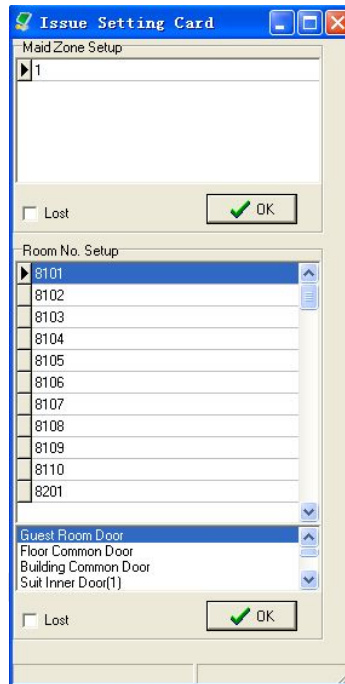 Issue Setting Card
Maid Zone Setup
1
Lost
OK
Room No. Setup
8101
8102
8103
8104
8105
8106
8107
8108
8109
8110
8201
Guest Room Door
Floor Common Door
Building Common Door
Suit Inner Door(1)
Lost
OK